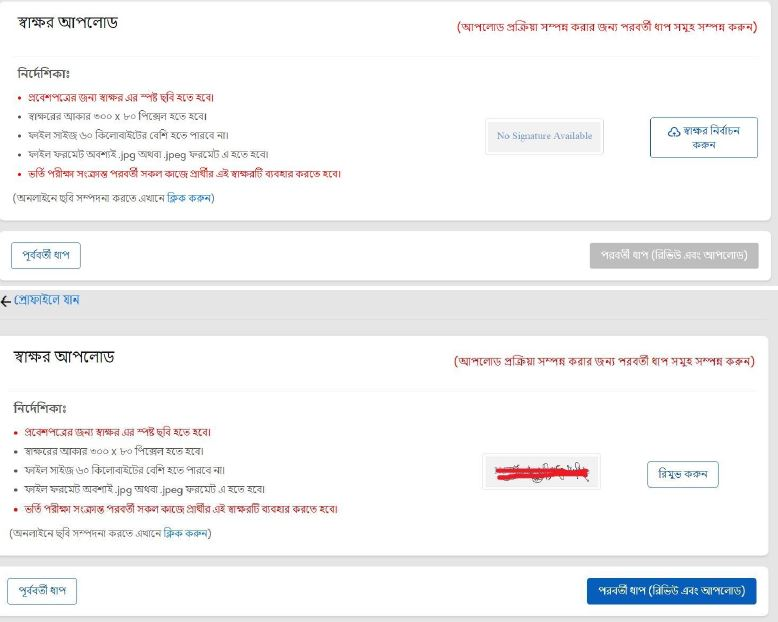 স্বাক্ষর আপলোড
(আপলোড প্রক্রিয়া সম্পন্ন করার জন্য পরবর্তী ধাপ সমূহ সম্পন্ন করুন)
নির্দেশিকাঃ
• প্রবেশপত্রের জন্য স্বাক্ষর এর স্পষ্ট ছবি হতে হবে।
• স্বাক্ষরের আকার ৩০০ x ৮০ পিক্সেল হতে হবে।
• ফাইল সাইজ ৬০ কিলোবাইটের বেশি হতে পারবে না।
• ফাইল ফরমেট অবশ্যই .jpg অথবা .jpeg ফরমেট এ হতে হবে।
• ভর্তি পরীক্ষা সংক্রান্ত পরবর্তী সকল কাজে প্রার্থীর এই স্বাক্ষরটি ব্যবহার করতে হবে।
(অনলাইনে ছবি সম্পাদনা করতে এখানে ক্লিক করুন)
No Signature Available
স্বাক্ষর নির্বাচন
করুন
পূর্ববর্তী ধাপ
পরবর্তী ধাপ (রিভিউ এবং আপলোড)
প্রোফাইলে যান
স্বাক্ষর আপলোড
(আপলোড প্রক্রিয়া সম্পন্ন করার জন্য পরবর্তী ধাপ সমূহ সম্পন্ন করুন)
নির্দেশিকাঃ
• প্রবেশপত্রের জন্য স্বাক্ষর এর স্পষ্ট ছবি হতে হবে।
• স্বাক্ষরের আকার ৩০০ x ৮০ পিক্সেল হতে হবে।
• ফাইল সাইজ ৬০ কিলোবাইটের বেশি হতে পারবে না।
• ফাইল ফরমেট অবশ্যই .jpg অথবা .jpeg ফরমেট এ হতে হবে।
• ভর্তি পরীক্ষা সংক্রান্ত পরবর্তী সকল কাজে প্রার্থীর এই স্বাক্ষরটি ব্যবহার করতে হবে।
(অনলাইনে ছবি সম্পাদনা করতে এখানে ক্লিক করুন)
রিমুভ করুন
পূর্ববর্তী ধাপ
পরবর্তী ধাপ (রিভিউ এবং আপলোড)